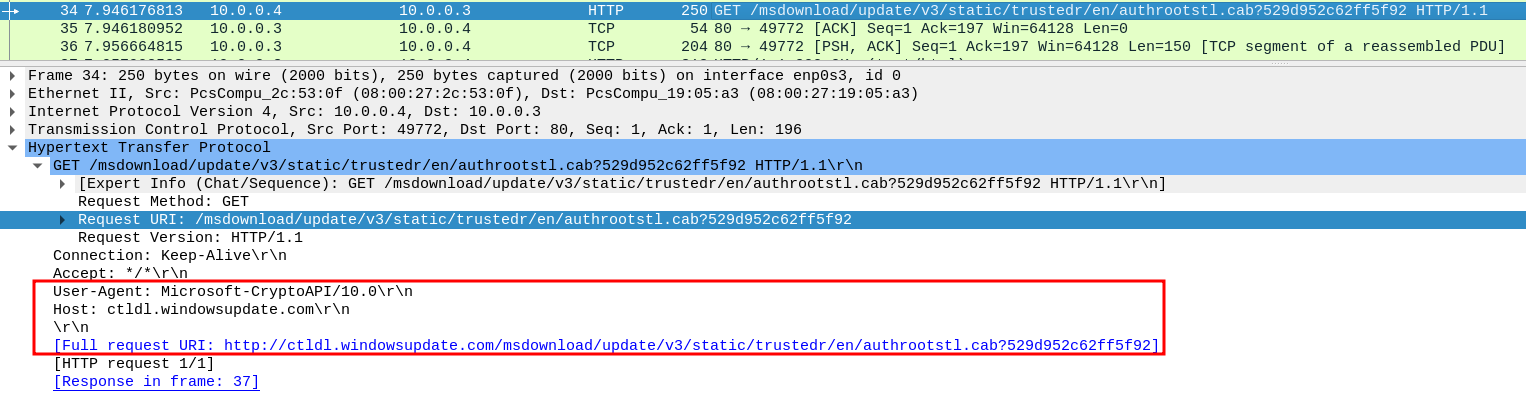 34 7.946176813 10.0.0.4 10.0.0.3 HTTP 250 GET /msdownload/update/v3/static/trustedr/en/authrootstl.cab?529d952c62ff5f92 HTTP/1.1
35 7.946180952 10.0.0.3 10.0.0.4 TCP 54 80 → 49772 [ACK] Seq=1 Ack=197 Win=64128 Len=0
36 7.956664815 10.0.0.3 10.0.0.4 TCP 204 80 → 49772 [PSH, ACK] Seq=1 Ack=197 Win=64128 Len=150 [TCP segment of a reassembled PDU]
Frame 34: 250 bytes on wire (2000 bits), 250 bytes captured (2000 bits) on interface enp0s3, id 0
Ethernet II, Src: PcsCompu_2c:53:0f (08:00:27:2c:53:0f), Dst: PcsCompu_19:05:a3 (08:00:27:19:05:a3)
Internet Protocol Version 4, Src: 10.0.0.4, Dst: 10.0.0.3
Transmission Control Protocol, Src Port: 49772, Dst Port: 80, Seq: 1, Ack: 1, Len: 196
Hypertext Transfer Protocol
GET /msdownload/update/v3/static/trustedr/en/authrootstl.cab?529d952c62ff5f92 HTTP/1.1\r\n
[Expert Info (Chat/Sequence): GET /msdownload/update/v3/static/trustedr/en/authrootstl.cab?529d952c62ff5f92 HTTP/1.1\r\n]
Request Method: GET
Request URI: /msdownload/update/v3/static/trustedr/en/authrootstl.cab?529d952c62ff5f92
Request Version: HTTP/1.1
Connection: Keep-Alive\r\n
Accept: */*\r\n
User-Agent: Microsoft-CryptoAPI/10.0\r\n
Host: ctldl.windowsupdate.com\r\n
\r\n
[Full request URI: http://ctldl.windowsupdate.com/msdownload/update/v3/static/trustedr/en/authrootstl.cab?529d952c62ff5f92]
[HTTP request 1/1]
[Response in frame: 37]